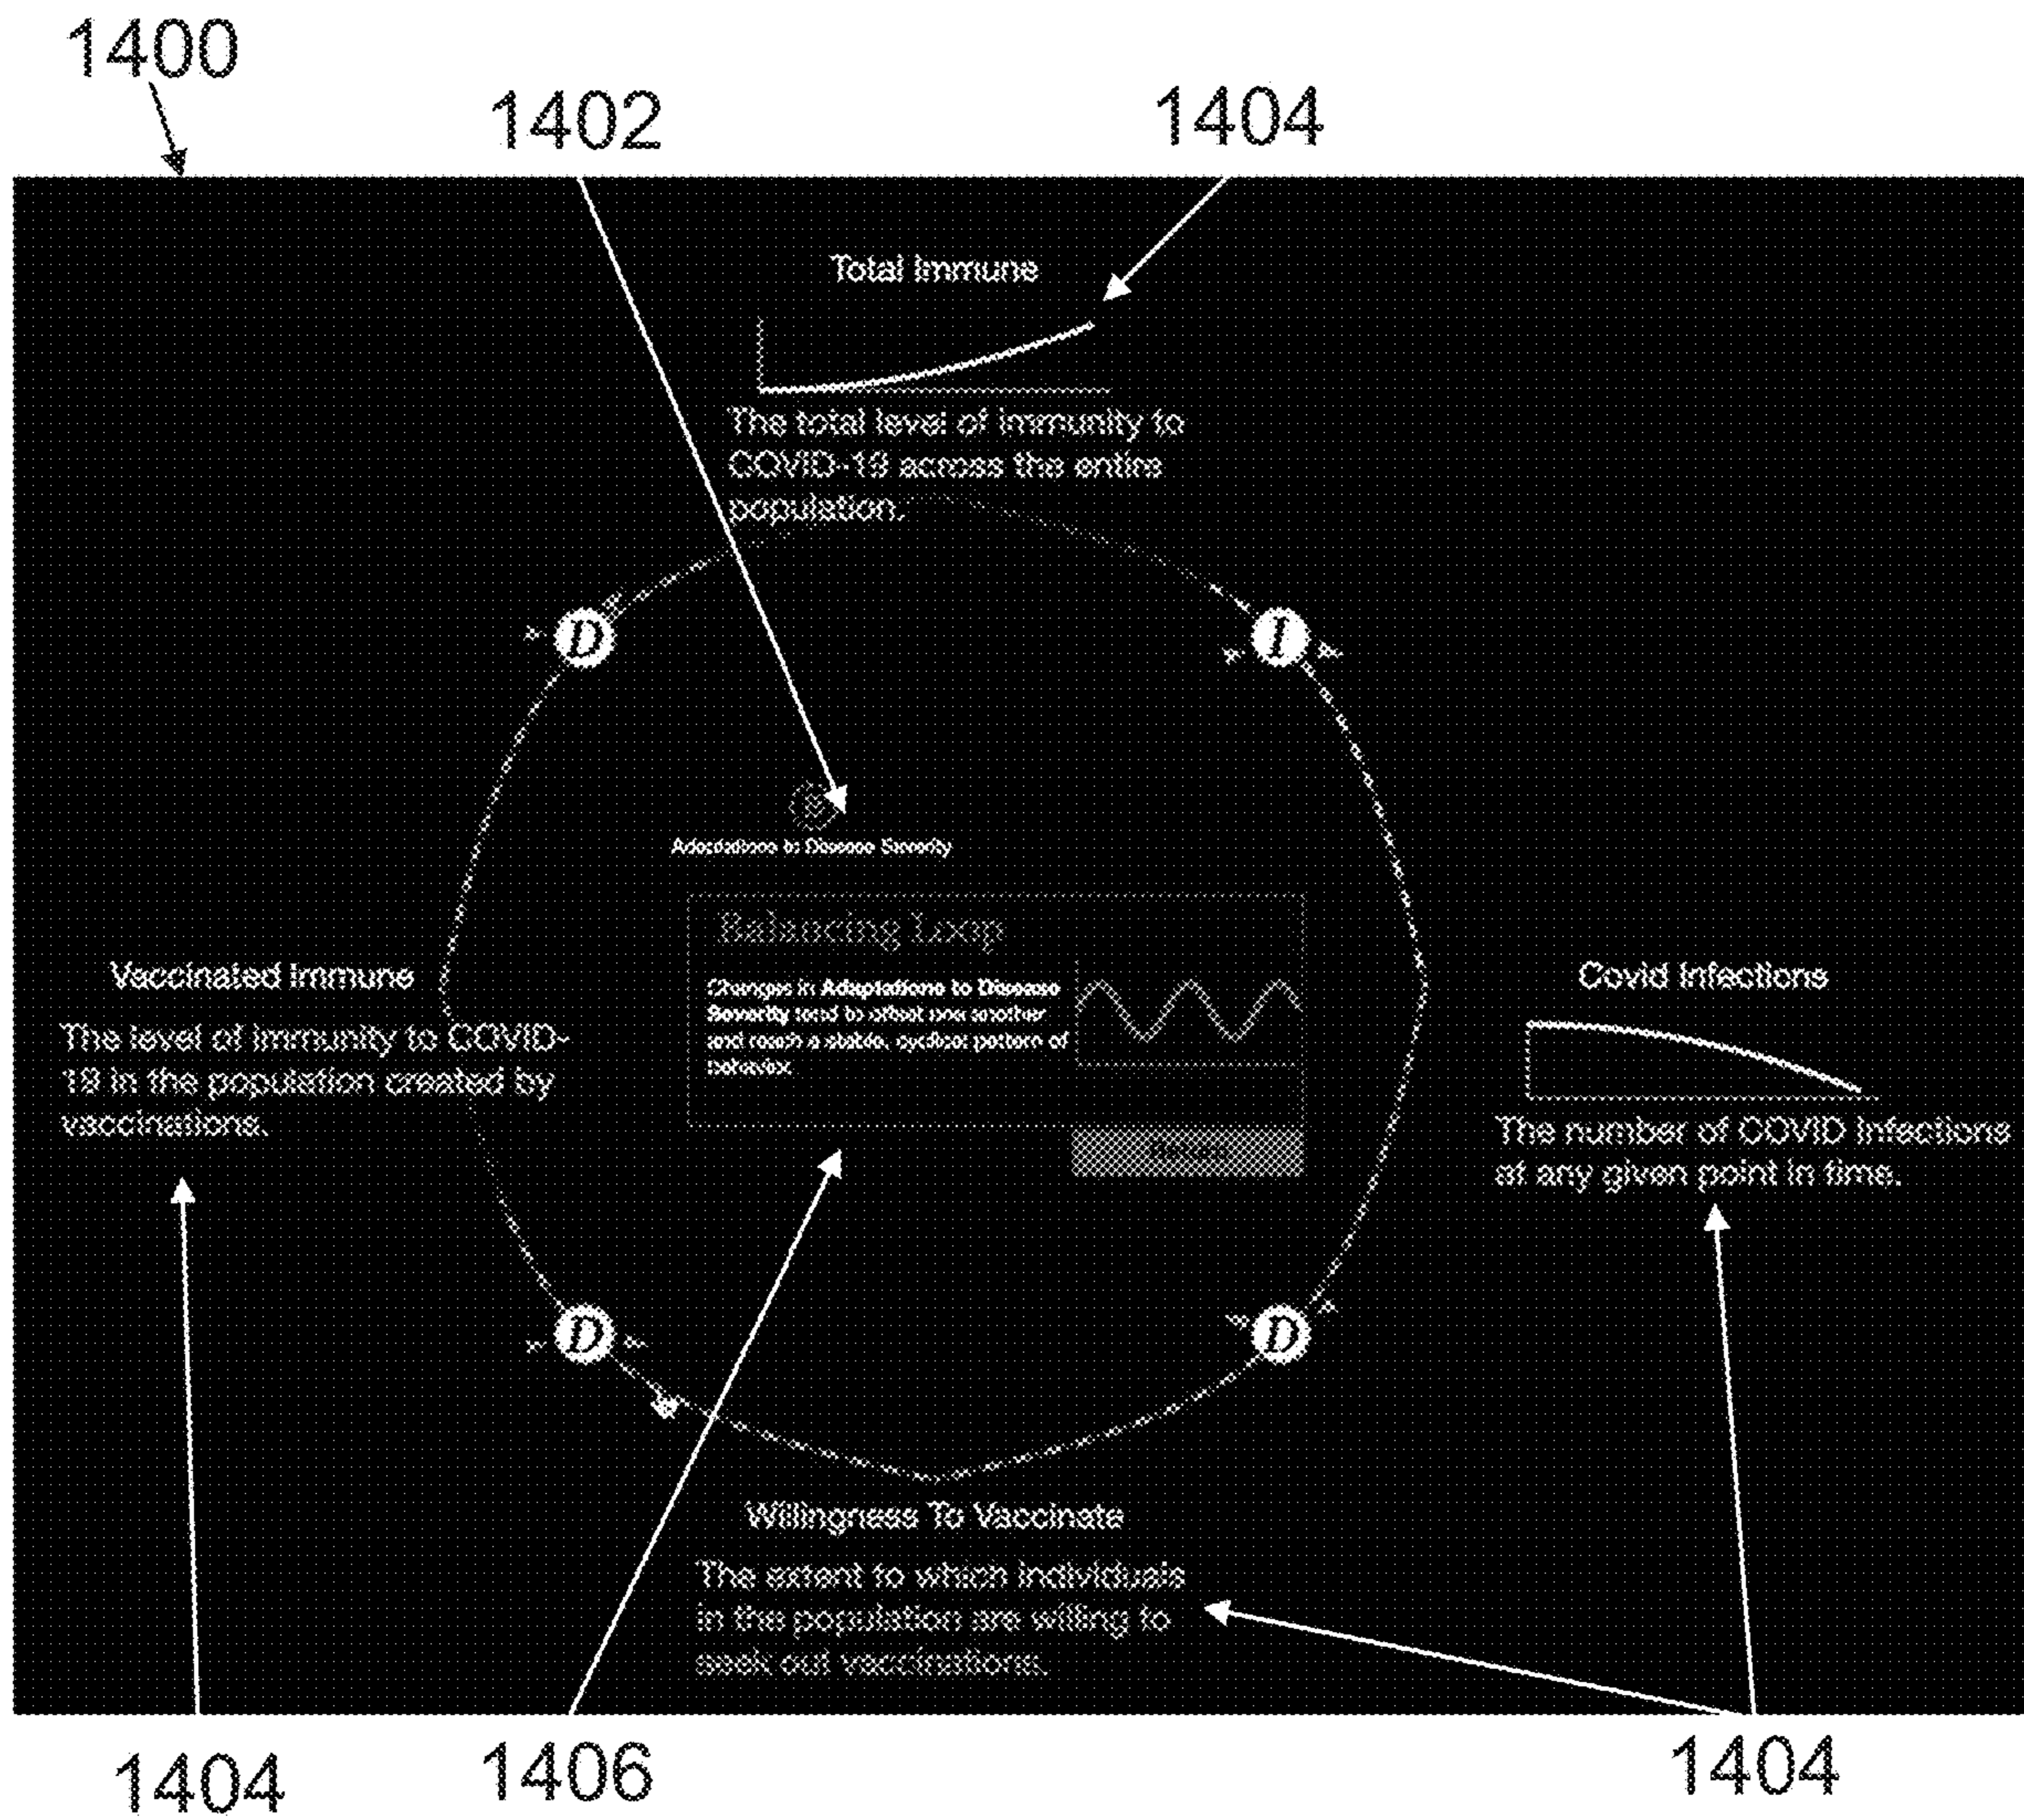 1400
1402
1404
Total Immune
The total level of immunity to
COVID-19 across the entire
population.
D
I
Adaptations to Disease Severity
Balancing Loop
Changes in Adaptations to Disease
Severity tend to offset one another
and reach a stable, cyclical pattern of
behavior.
Vaccinated Immune
The level of immunity to COVID-
19 in the population created by
vaccinations.
Covid Infections
The number of COVID Infections
at any given point in time.
D
D
Willingness To Vaccinate
The extent to which individuals
in the population are willing to
seek out vaccinations.
1404
1406
1404